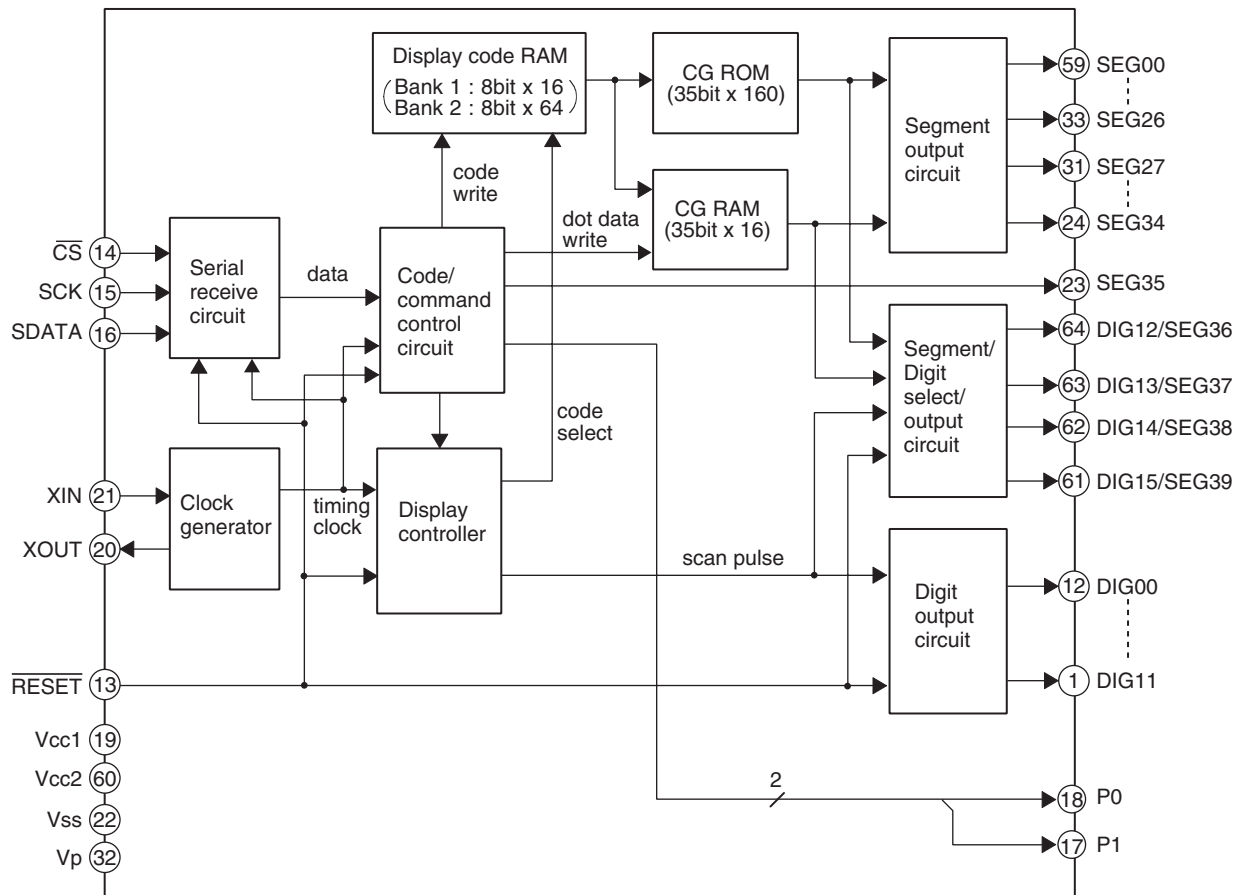 Display code RAM
Bank 1 : 8bit x 16
Bank 2 : 8bit x 64
CG ROM
(35bit x 160)
CG RAM
(35bit x 16)
Segment
output
circuit
59 SEG00
33 SEG26
31 SEG27
24 SEG34
code
write
dot data
write
CS 14
SCK 15
SDATA 16
Serial
receive
circuit
data
Code/
command
control
circuit
23 SEG35
64 DIG12/SEG36
63 DIG13/SEG37
62 DIG14/SEG38
61 DIG15/SEG39
Segment/
Digit
select/
output
circuit
code
select
XIN 21
XOUT 20
Clock
generator
timing
clock
Display
controller
scan pulse
Digit
output
circuit
12 DIG00
1 DIG11
RESET 13
Vcc1 19
Vcc2 60
Vss 22
Vp 32
2
18 P0
17 P1